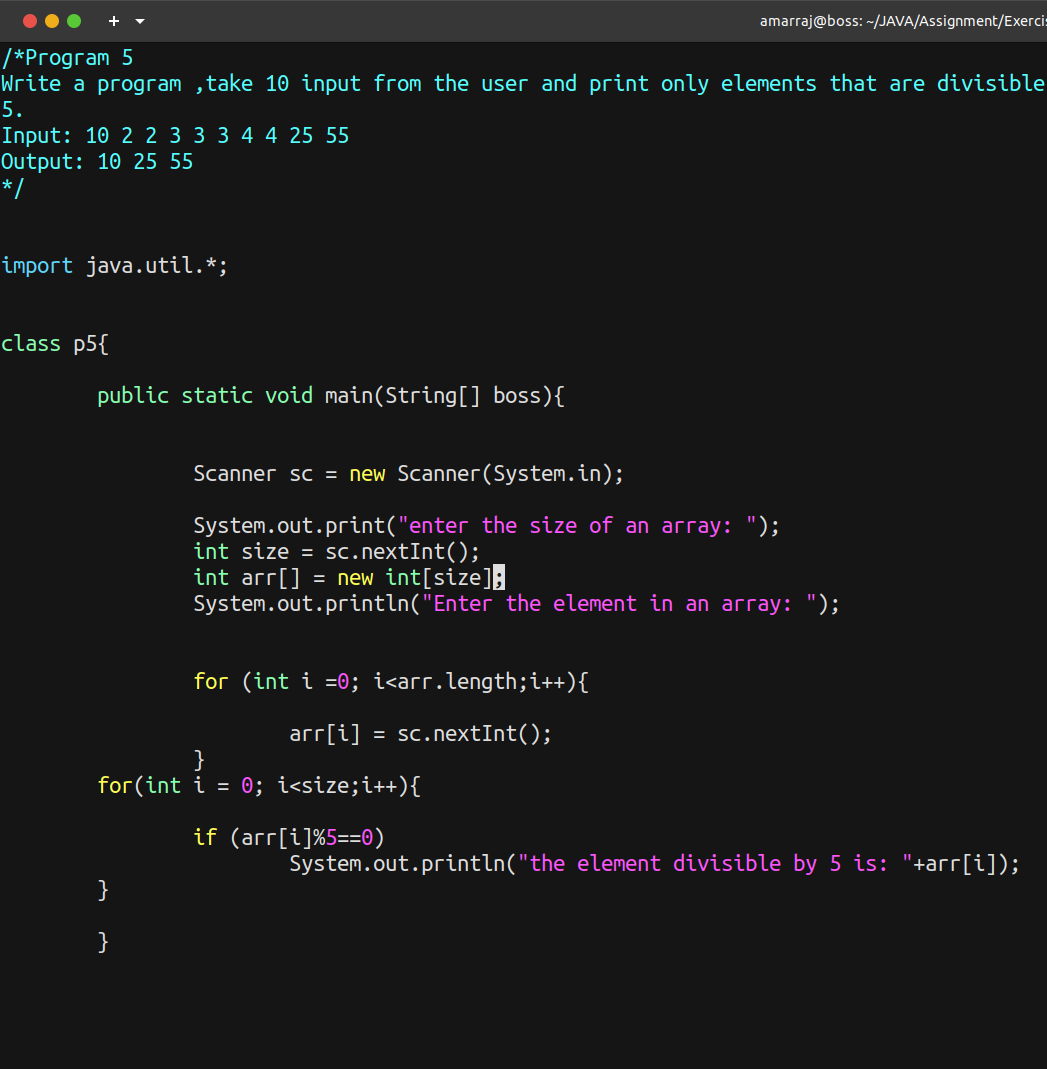 amarraj@boss: ~/JAVA/Assignment/Exercis
/*Program 5
Write a program ,take 10 input from the user and print only elements that are divisible
5.
Input: 10 2 2 3 3 3 4 4 25 55
Output: 10 25 55
*/
import java.util.*;
class p5{
public static void main(String[] boss){
Scanner sc = new Scanner(System.in);
System.out.print("enter the size of an array: ");
int size = sc.nextInt();
int arr[] = new int[size];
System.out.println("Enter the element in an array: ");
for (int i =0; i<arr.length;i++){
arr[i] = sc.nextInt();
}
for(int i = 0; i<size;i++){
if (arr[i]%5==0)
System.out.println("the element divisible by 5 is: "+arr[i]);
}
}